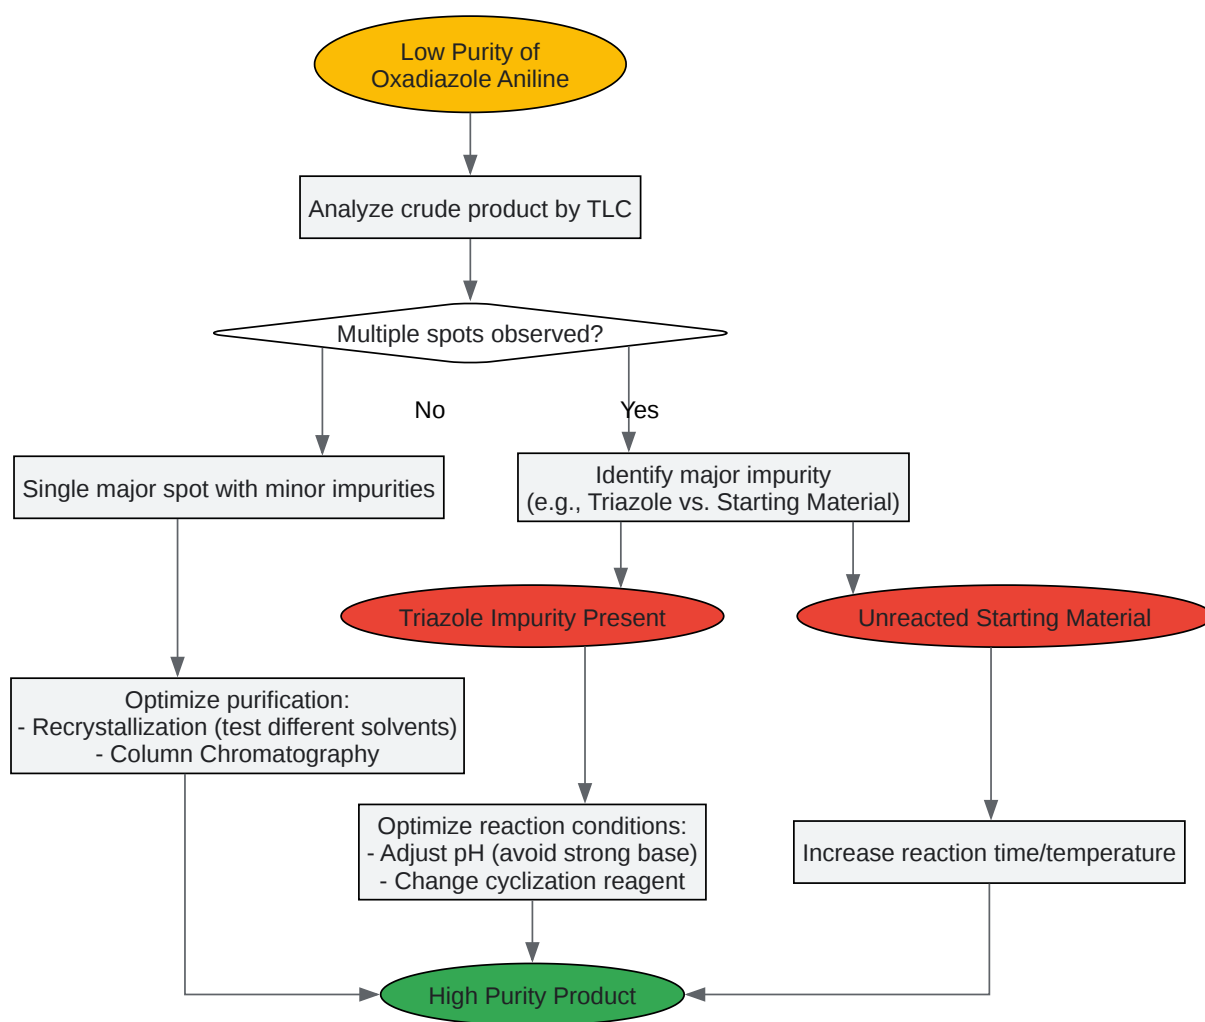 Low Purity of
Oxadiazole Aniline
Analyze crude product by TLC
Multiple spots observed?
No
Yes
Single major spot with minor impurities
Identify major impurity
(e.g., Triazole vs. Starting Material)
Triazole Impurity Present
Unreacted Starting Material
Optimize purification:
- Recrystallization (test different solvents)
- Column Chromatography
Optimize reaction conditions:
- Adjust pH (avoid strong base)
- Change cyclization reagent
Increase reaction time/temperature
High Purity Product